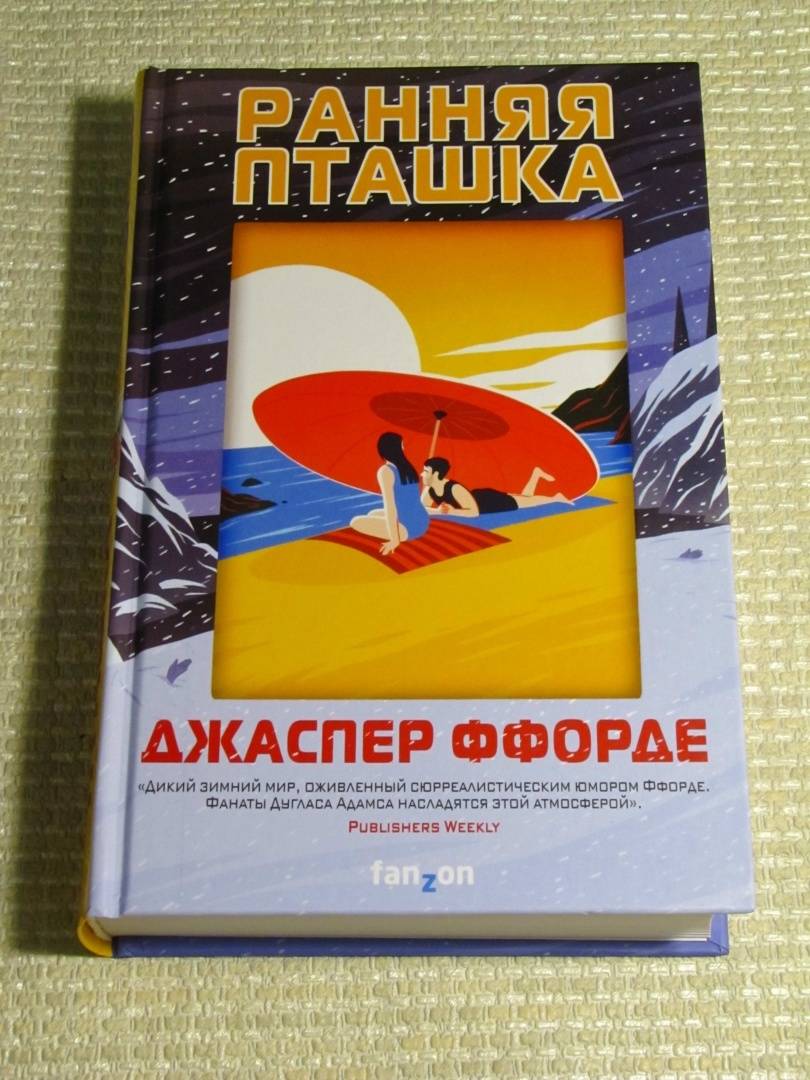 РАННЯЯ
ПТАШКА
ДЖАСПЕР ФФОРДЕ
«Дикий зимний мир, оживленный сюрреалистическим юмором Ффорде.
Фанаты Дугласа Адамса насладятся этой атмосферой».
Publishers Weekly
fanzon